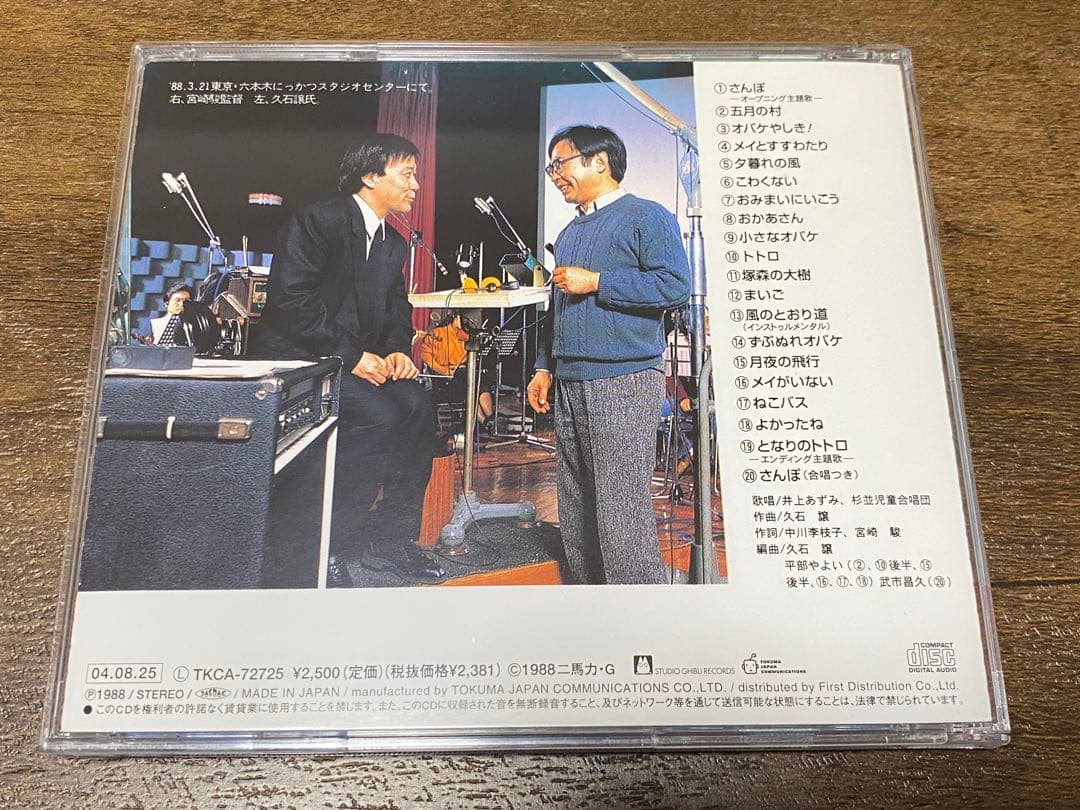 '88.3.21東京・六本木にっかつスタジオセンターにて。
右、宮崎駿監督 左、久石譲氏。
①さんぽ
—オープニング主題歌—
②五月の村
③オバケやしき!
④メイとすすわたり
⑤夕暮れの風
⑥こわくない
⑦おみまいにいこう
⑧おかあさん
⑨小さなオバケ
⑩トトロ
⑪塚森の大樹
⑫まいご
⑬風のとおり道
(インストゥルメンタル)
⑭ずぶぬれオバケ
⑮月夜の飛行
⑯メイがいない
⑰ねこバス
⑱よかったね
⑲となりのトトロ
—エンディング主題歌—
⑳さんぽ(合唱つき)
歌唱/井上あずみ、杉並児童合唱団
作曲/久石 譲
作詞/中川李枝子、宮崎 駿
編曲/久石 譲
平部やよい(②、⑩後半、⑮
後半、⑯、⑰、⑱) 武市昌久(⑳)
04.08.25 Ⓛ TKCA-72725 ¥2,500(定価)(税抜価格¥2,381) ©1988 二馬力・G
STUDIO GHIBLI RECORDS
TOKUMA JAPAN COMMUNICATIONS
COMPACT disc DIGITAL AUDIO
℗1988 / STEREO / JASRAC / MADE IN JAPAN / manufactured by TOKUMA JAPAN COMMUNICATIONS CO.,LTD. / distributed by First Distribution Co.,Ltd.
●このCDを権利者の許諾なく賃貸業に使用することを禁じます。また、このCDに収録された音を無断録音すること、及びネットワーク等を通じて送信可能な状態にすることは、法律で禁じられています。